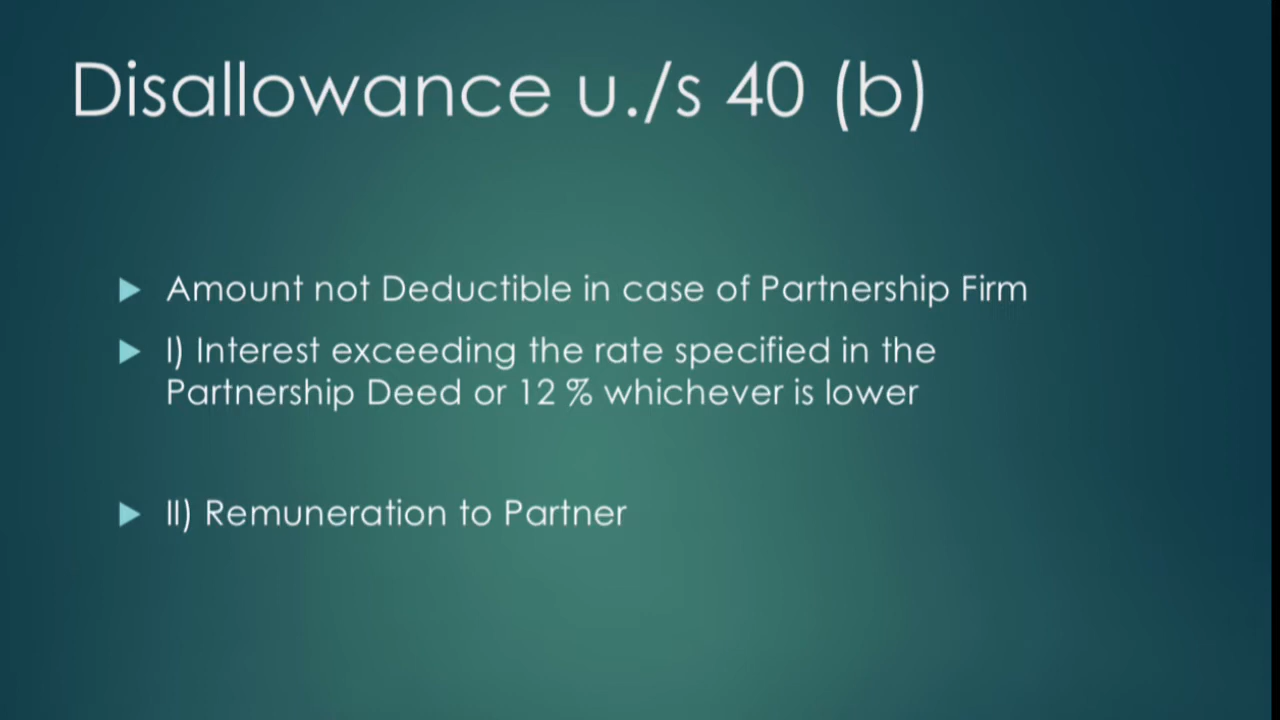 Disallowance u./s 40 (b)
Amount not Deductible in case of Partnership Firm
I) Interest exceeding the rate specified in the
Partnership Deed or 12 % whichever is lower
II) Remuneration to Partner